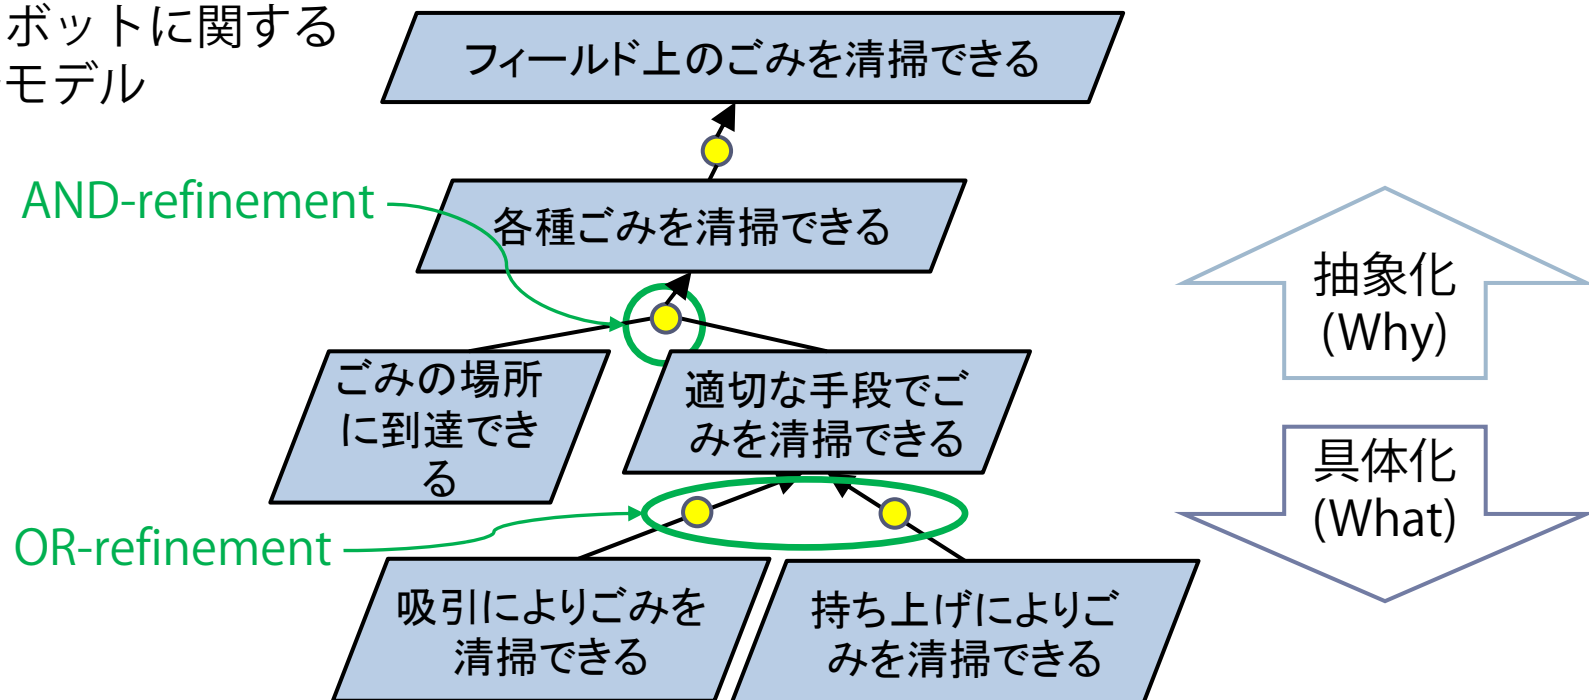 ボットに関する
モデル
フィールド上のごみを清掃できる
AND-refinement
各種ごみを清掃できる
ごみの場所
に到達でき
る
適切な手段でご
みを清掃できる
OR-refinement
吸引によりごみを
清掃できる
持ち上げによりご
みを清掃できる
抽象化
(Why)
具体化
(What)